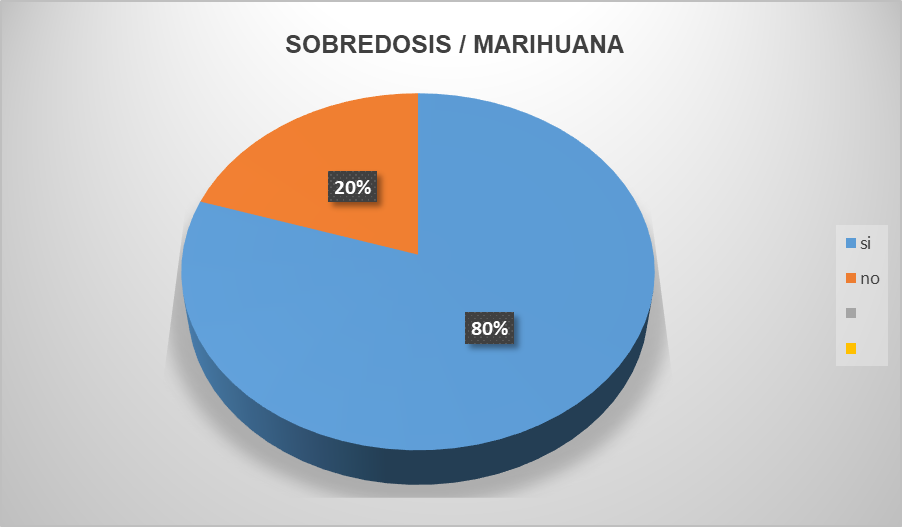 SOBREDOSIS / MARIHUANA
20%
80%
si
no